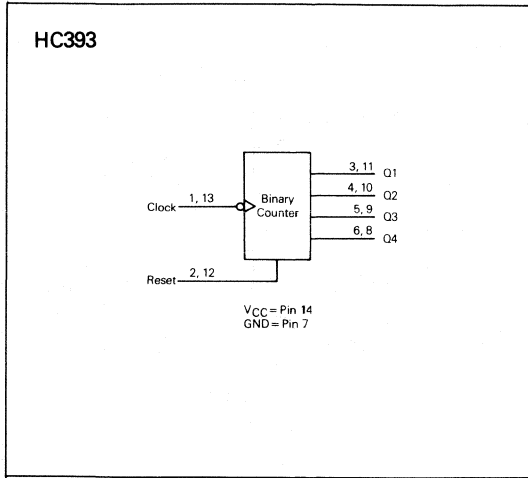 HC393
3, 11 Q1
4, 10 Q2
5, 9 Q3
6, 8 Q4
Clock 1, 13
Binary
Counter
Reset 2, 12
VCC = Pin 14
GND = Pin 7